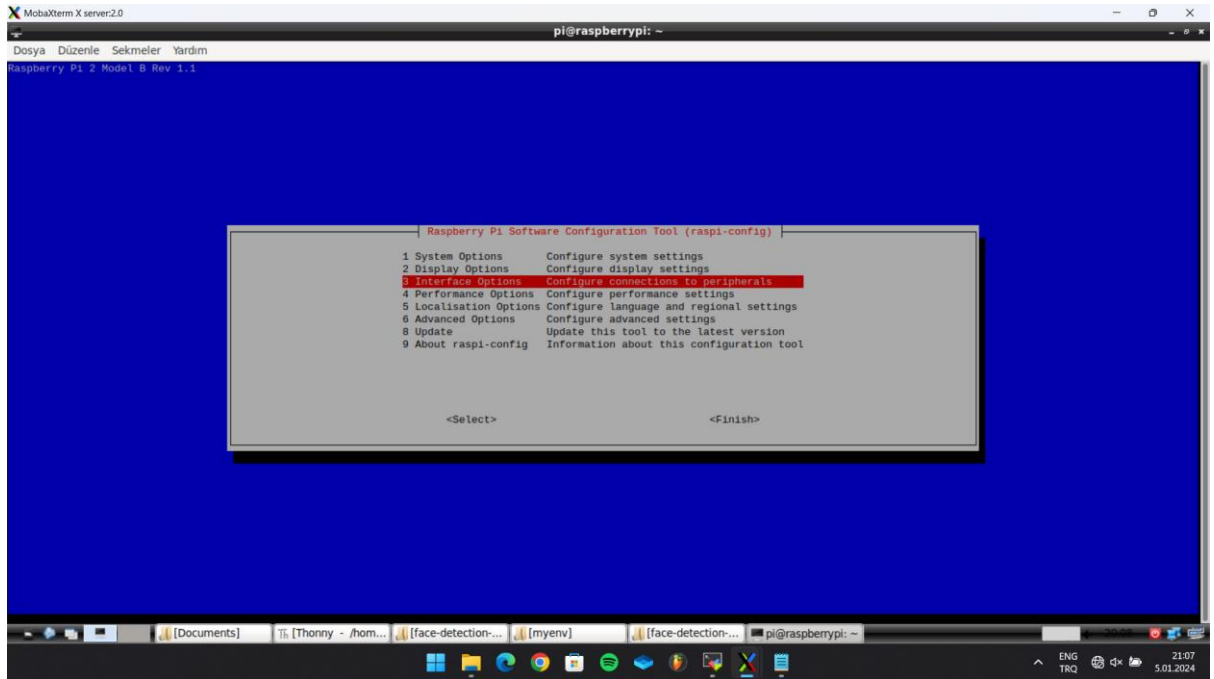 MobaXterm X server:2.0
pi@raspberrypi: ~
Dosya Düzenle Sekmeler Yardım
Raspberry Pi 2 Model B Rev 1.1
Raspberry Pi Software Configuration Tool (raspi-config)
1 System Options Configure system settings
2 Display Options Configure display settings
3 Interface Options Configure connections to peripherals
4 Performance Options Configure performance settings
5 Localisation Options Configure language and regional settings
6 Advanced Options Configure advanced settings
8 Update Update this tool to the latest version
9 About raspi-config Information about this configuration tool
<Select> <Finish>
[Documents] [Thonny - /hom... [face-detection-... [myenv] [face-detection-... pi@raspberrypi: ~
ENG 21:07
TRQ 5.01.2024